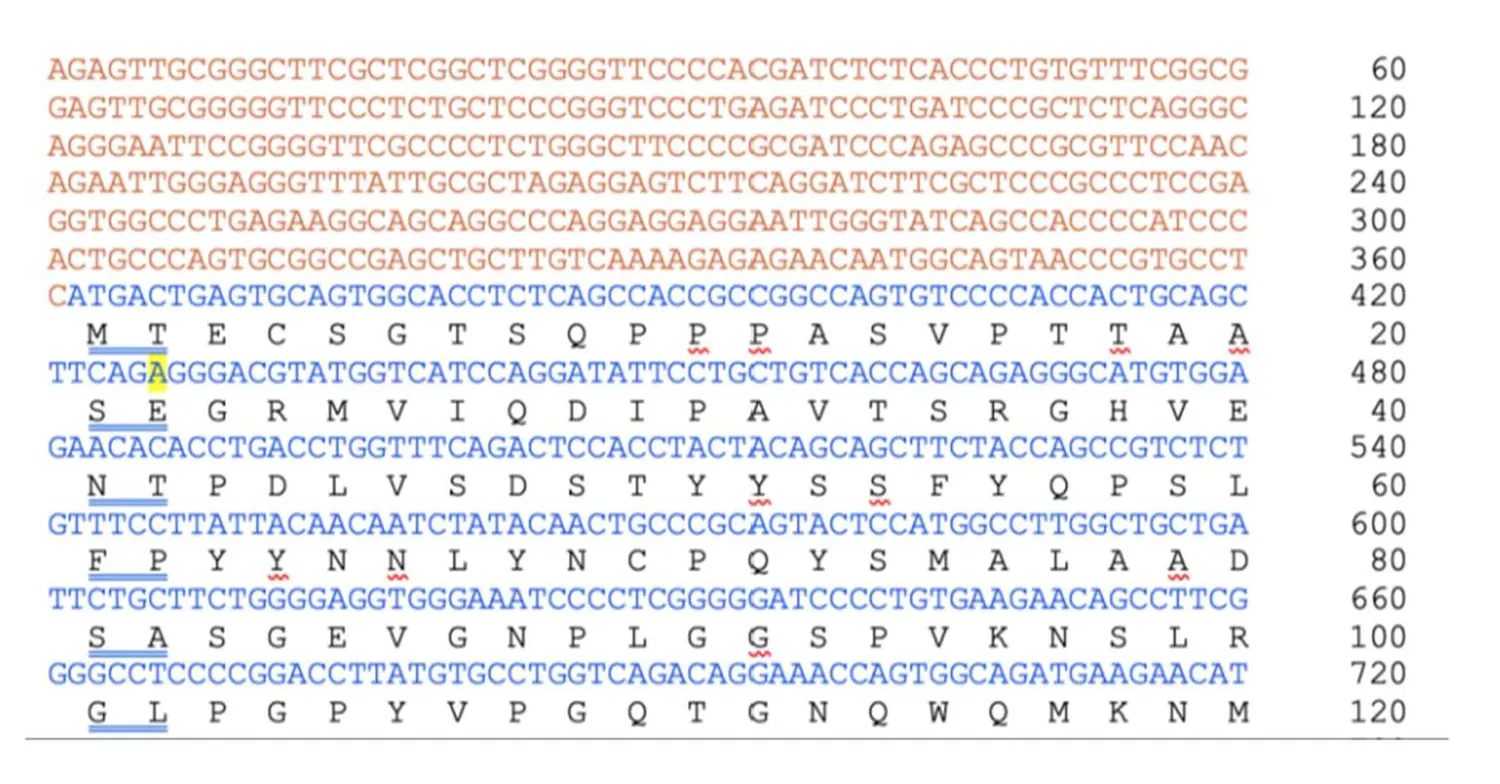 AGAGTTGCGGGCTTCGCTCGGCTCGGGGTTCCCCACGATCTCTCACCCTGTGTTTCGGCG 60
GAGTTGCGGGGGTTCCCTCTGCTCCCGGGTCCCTGAGATCCCTGATCCCGCTCTCAGGGC 120
AGGGAATTCCGGGGTTCGCCCCTCTGGGCTTCCCCGCGATCCCAGAGCCCGCGTTCCAAC 180
AGAATTGGGAGGGTTTATTGCGCTAGAGGAGTCTTCAGGATCTTCGCTCCCGCCCTCCGA 240
GGTGGCCCTGAGAAGGCAGCAGGCCCAGGAGGAGGAATTGGGTATCAGCCACCCCATCCC 300
ACTGCCCAGTGCGGCCGAGCTGCTTGTCAAAAGAGAGAACAATGGCAGTAACCCGTGCCT 360
CATGACTGAGTGCAGTGGCACCTCTCAGCCACCGCCGGCCAGTGTCCCCACCACTGCAGC 420
M T E C S G T S Q P P P A S V P T T A A 20
TTCAGAGGGACGTATGGTCATCCAGGATATTCCTGCTGTCACCAGCAGAGGGCATGTGGA 480
S E G R M V I Q D I P A V T S R G H V E 40
GAACACACCTGACCTGGTTTCAGACTCCACCTACTACAGCAGCTTCTACCAGCCGTCTCT 540
N T P D L V S D S T Y Y S S F Y Q P S L 60
GTTTCCTTATTACAACAATCTATACAACTGCCCGCAGTACTCCATGGCCTTGGCTGCTGA 600
F P Y Y N N L Y N C P Q Y S M A L A A D 80
TTCTGCTTCTGGGGAGGTGGGAAATCCCCTCGGGGGATCCCCTGTGAAGAACAGCCTTCG 660
S A S G E V G N P L G G S P V K N S L R 100
GGGCCTCCCCGGACCTTATGTGCCTGGTCAGACAGGAAACCAGTGGCAGATGAAGAACAT 720
G L P G P Y V P G Q T G N Q W Q M K N M 120